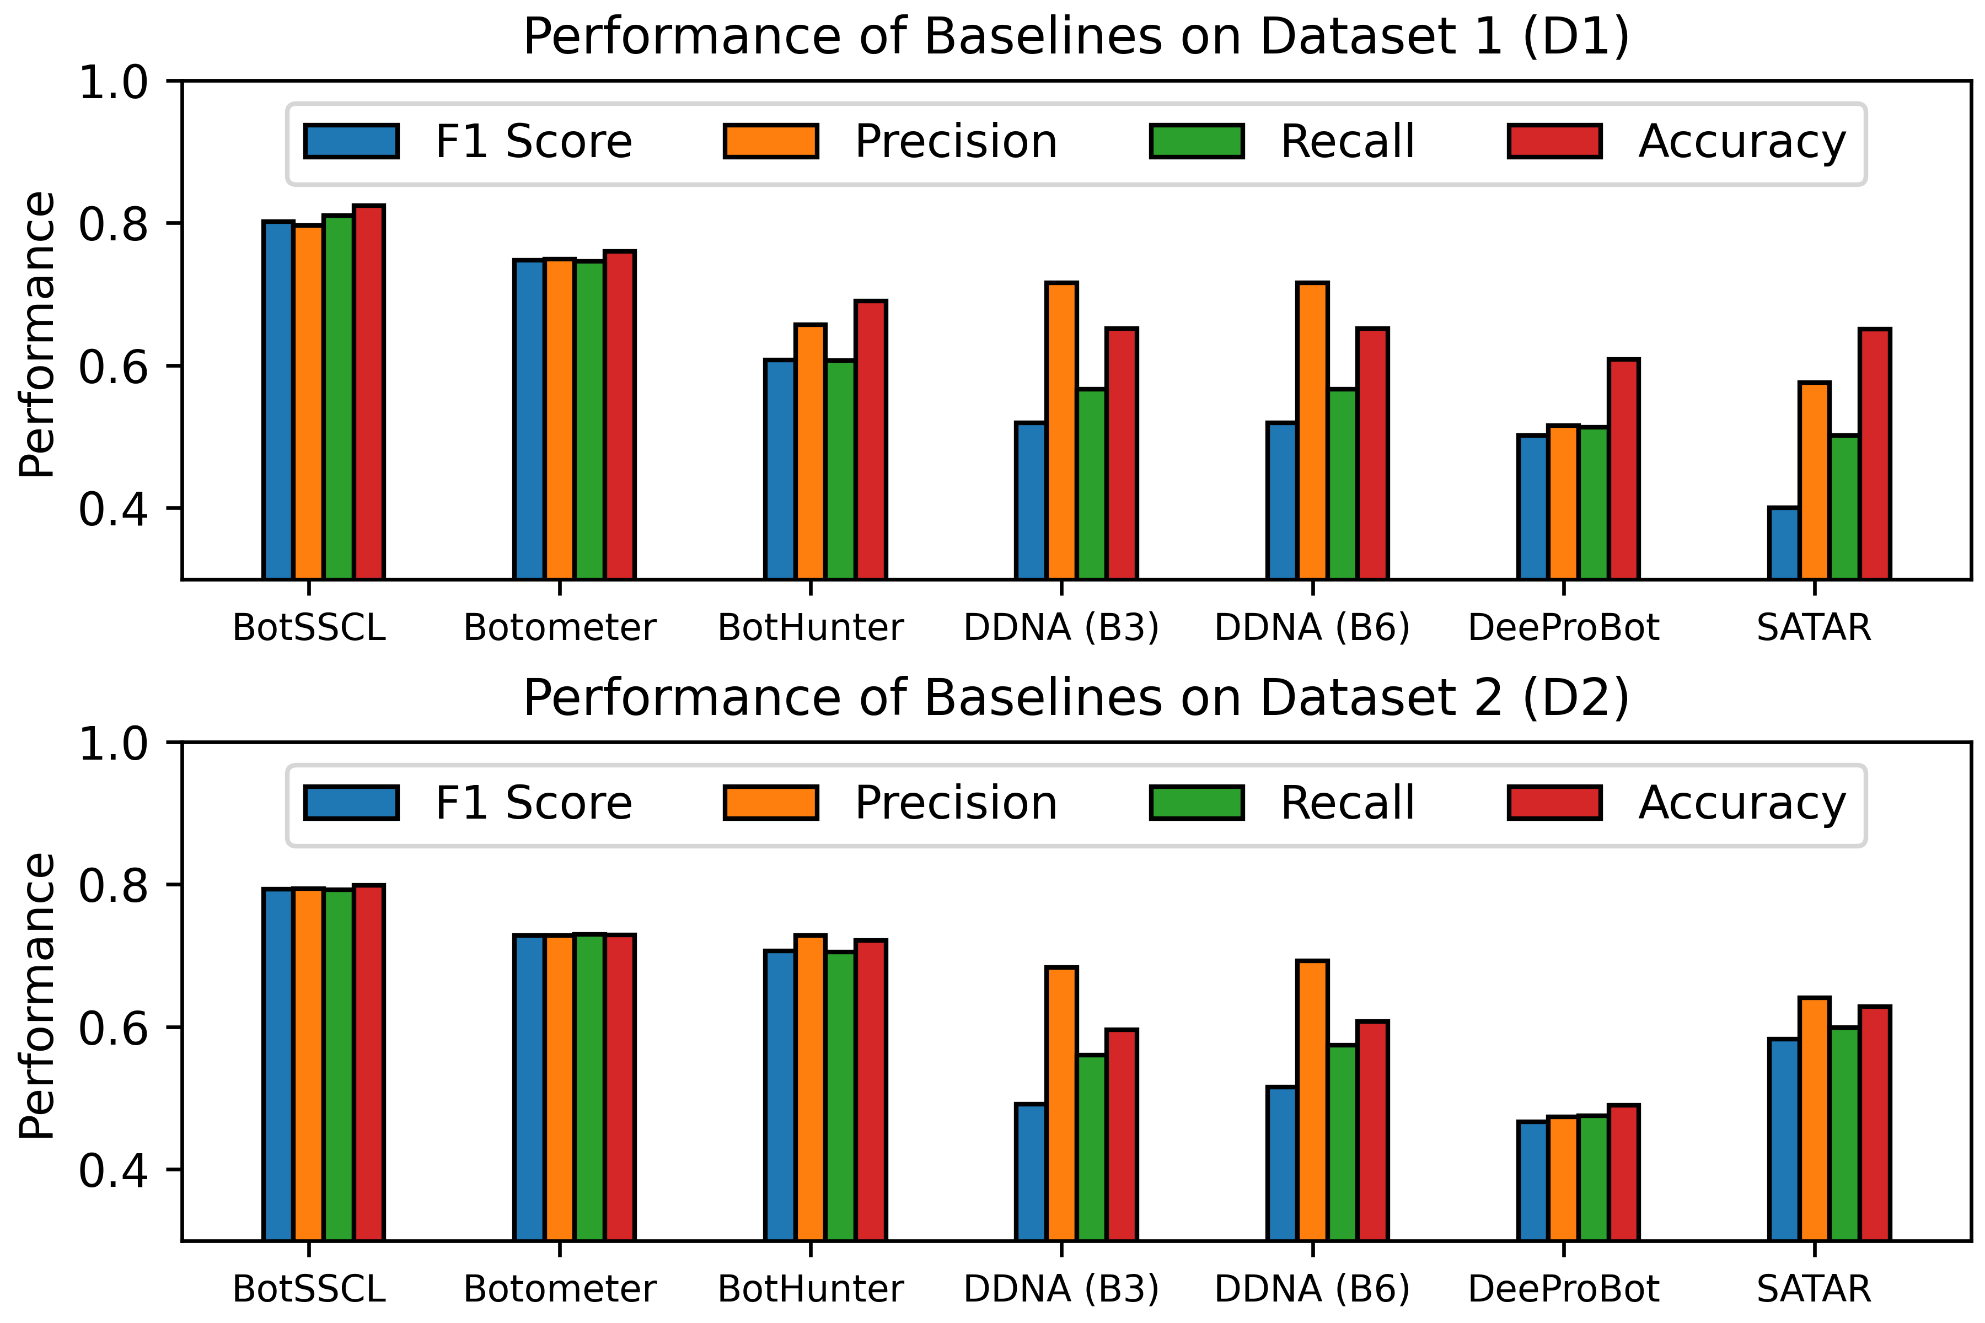 Performance of Baselines on Dataset 1 (D1)
1.0
F1 Score Precision Recall Accuracy
0.8
0.6
0.4
Performance
BotSSCL Botometer BotHunter DDNA (B3) DDNA (B6) DeeProBot SATAR
Performance of Baselines on Dataset 2 (D2)
1.0
F1 Score Precision Recall Accuracy
0.8
0.6
0.4
Performance
BotSSCL Botometer BotHunter DDNA (B3) DDNA (B6) DeeProBot SATAR